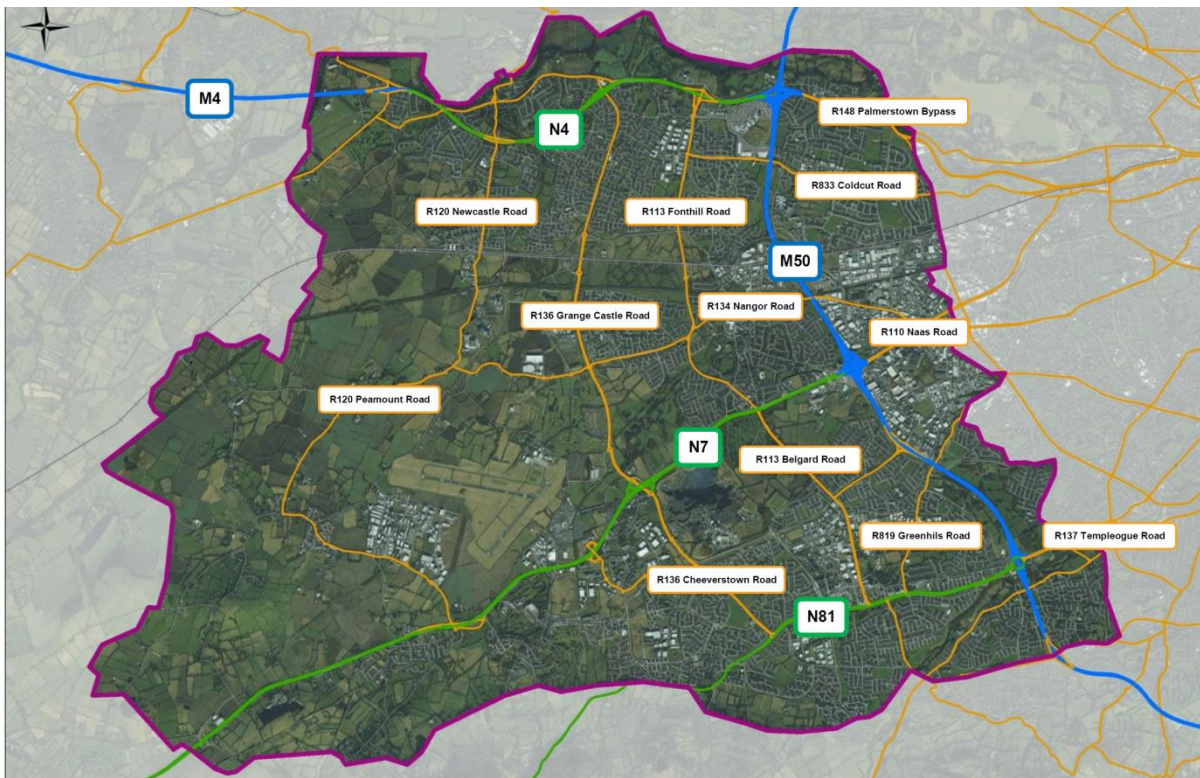 M4
N4
R148 Palmerstown Bypass
R833 Coldcut Road
R120 Newcastle Road
R113 Fonthill Road
M50
R136 Grange Castle Road
R134 Nangor Road
R110 Naas Road
R120 Peamount Road
N7
R113 Belgard Road
R819 Greenhils Road
R137 Templeogue Road
R136 Cheeverstown Road
N81